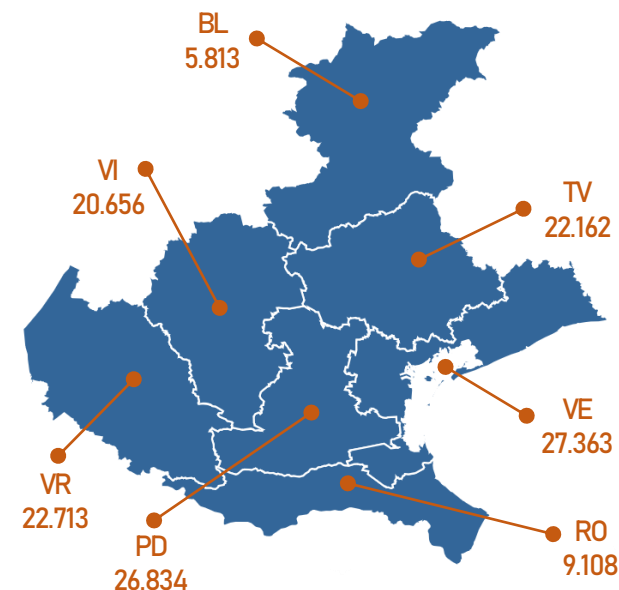 BL
5.813
VI
20.656
TV
22.162
VE
27.363
VR
22.713
PD
26.834
RO
9.108